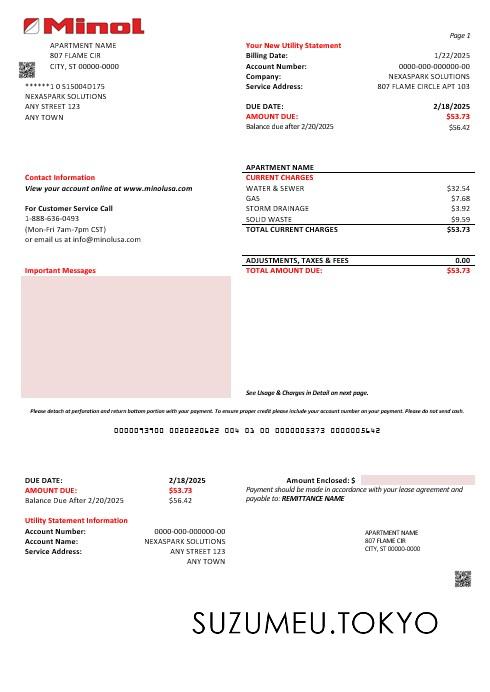 Minol
Page 1
APARTMENT NAME
807 FLAME CIR
CITY, ST 00000-0000
******1 0 515004D175
NEXASPARK SOLUTIONS
ANY STREET 123
ANY TOWN
Your New Utility Statement
Billing Date: 1/22/2025
Account Number: 0000-000-000000-00
Company: NEXASPARK SOLUTIONS
Service Address: 807 FLAME CIRCLE APT 103
DUE DATE: 2/18/2025
AMOUNT DUE: $53.73
Balance due after 2/20/2025 $56.42
Contact Information
View your account online at www.minolusa.com
For Customer Service Call
1-888-636-0493
(Mon-Fri 7am-7pm CST)
or email us at info@minolusa.com
APARTMENT NAME
CURRENT CHARGES
WATER & SEWER $32.54
GAS $7.68
STORM DRAINAGE $3.92
SOLID WASTE $9.59
TOTAL CURRENT CHARGES $53.73
ADJUSTMENTS, TAXES & FEES 0.00
TOTAL AMOUNT DUE: $53.73
Important Messages
See Usage & Charges in Detail on next page.
Please detach at perforation and return bottom portion with your payment. To ensure proper credit please include your account number on your payment. Please do not send cash.
0000093900 0020220622 004 01 00 0000005373 0000005642
DUE DATE: 2/18/2025
AMOUNT DUE: $53.73
Balance Due After 2/20/2025 $56.42
Amount Enclosed: $
Payment should be made in accordance with your lease agreement and
payable to: REMITTANCE NAME
Utility Statement Information
Account Number: 0000-000-000000-00
Account Name: NEXASPARK SOLUTIONS
Service Address: ANY STREET 123
ANY TOWN
APARTMENT NAME
807 FLAME CIR
CITY, ST 00000-0000
SUZUMEU.TOKYO